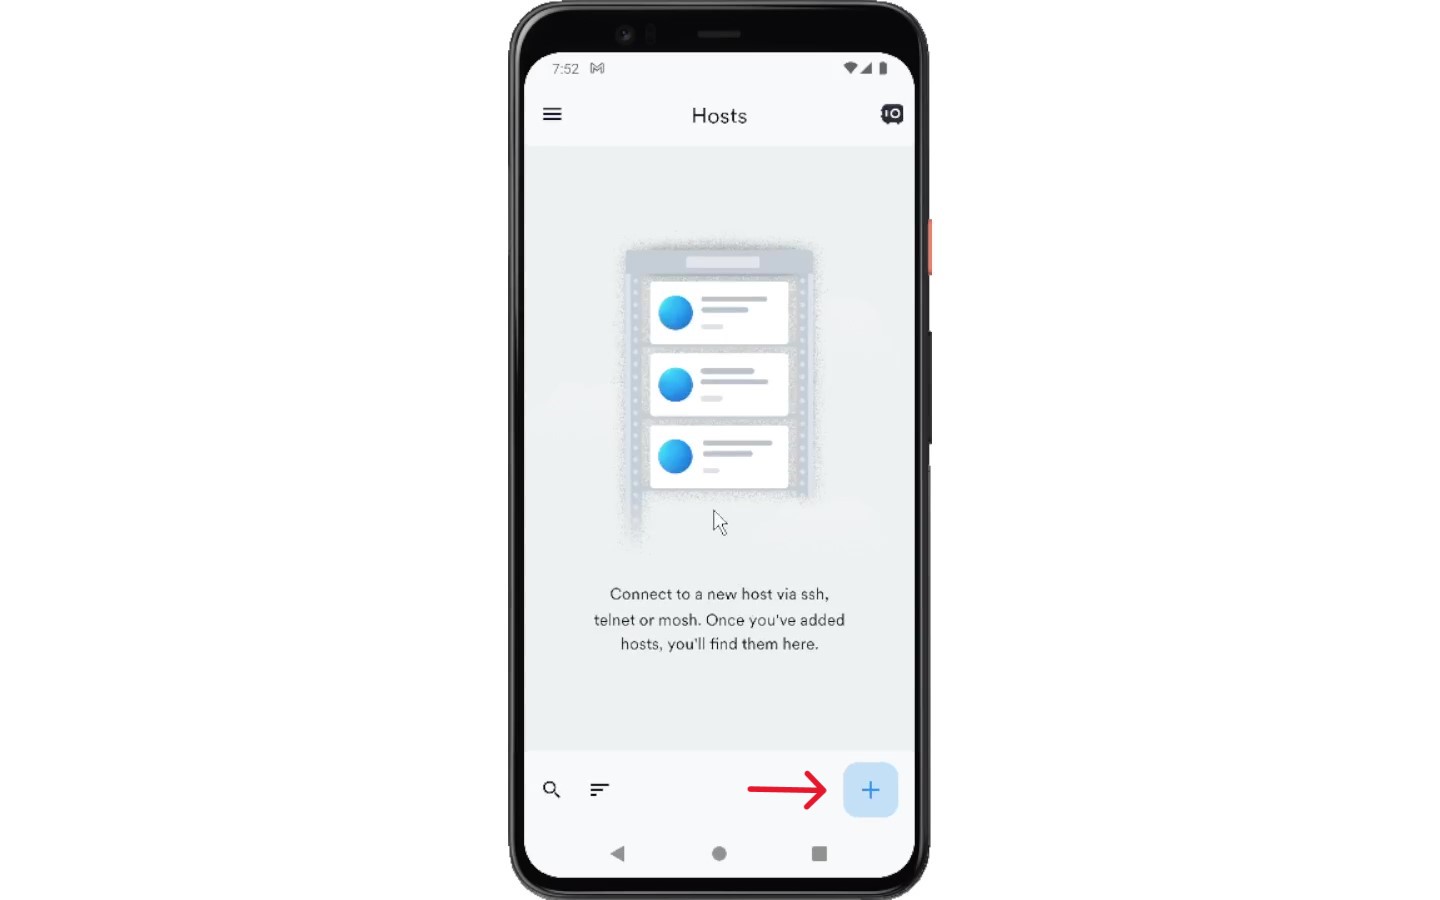 7:52
Hosts
Connect to a new host via ssh,
telnet or mosh. Once you've added
hosts, you'll find them here.